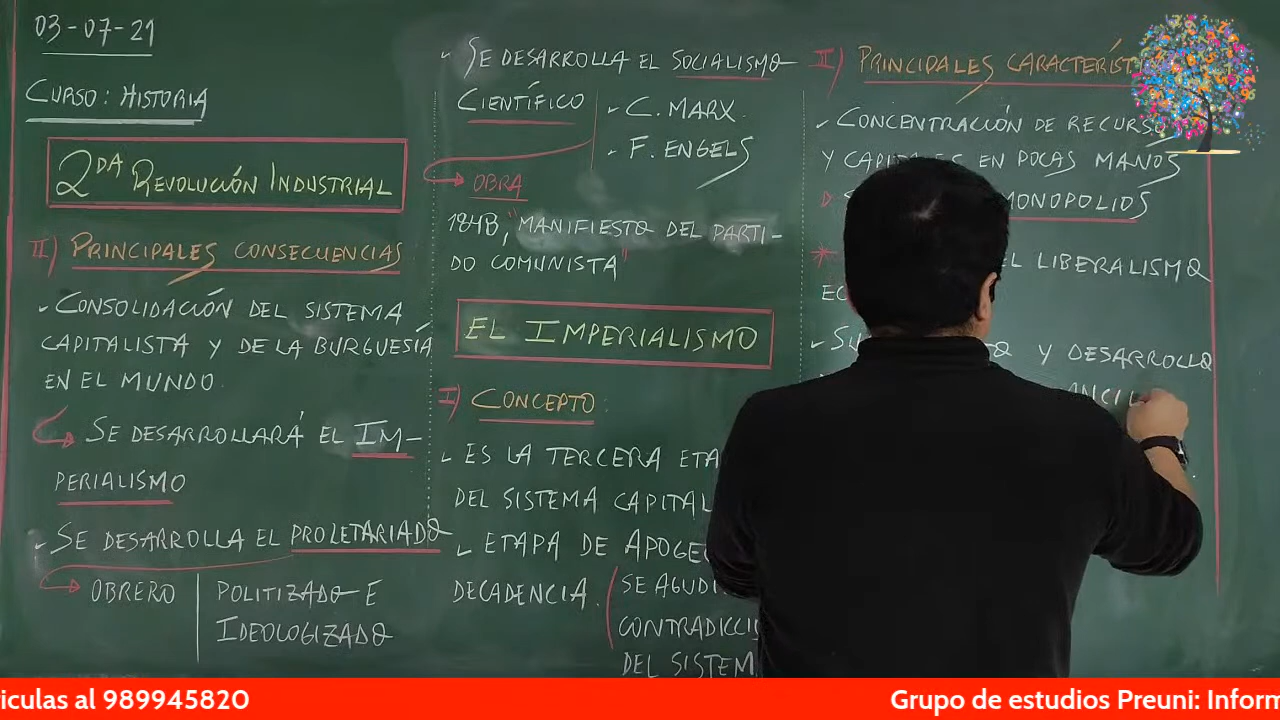 03-07-21
CURSO: HISTORIA
2DA REVOLUCIÓN INDUSTRIAL
II) PRINCIPALES CONSECUENCIAS
CONSOLIDACIÓN DEL SISTEMA
CAPITALISTA Y DE LA BURGUESÍA
EN EL MUNDO.
SE DESARROLLARÁ EL IM-
PERIALISMO
SE DESARROLLA EL PROLETARIADO
OBRERO
POLITIZADO E
IDEOLOGIZADO
SE DESARROLLA EL SOCIALISMO
CIENTÍFICO
C. MARX.
F. ENGELS
OBRA
1848, "MANIFIESTO DEL PARTI-
DO COMUNISTA"
EL IMPERIALISMO
I) CONCEPTO:
ES LA TERCERA ETA
DEL SISTEMA CAPITAL
ETAPA DE APOGEO
DECADENCIA.
SE AGUDI
CONTRADICCI
DEL SISTEM
II) PRINCIPALES CARACTERÍST
CONCENTRACIÓN DE RECURSO
Y CAPITALES EN POCAS MANOS
MONOPOLIOS
EL LIBERALISMO
Y DESARROLLO
ANCI
iculas al 989945820
Grupo de estudios Preuni: Inform